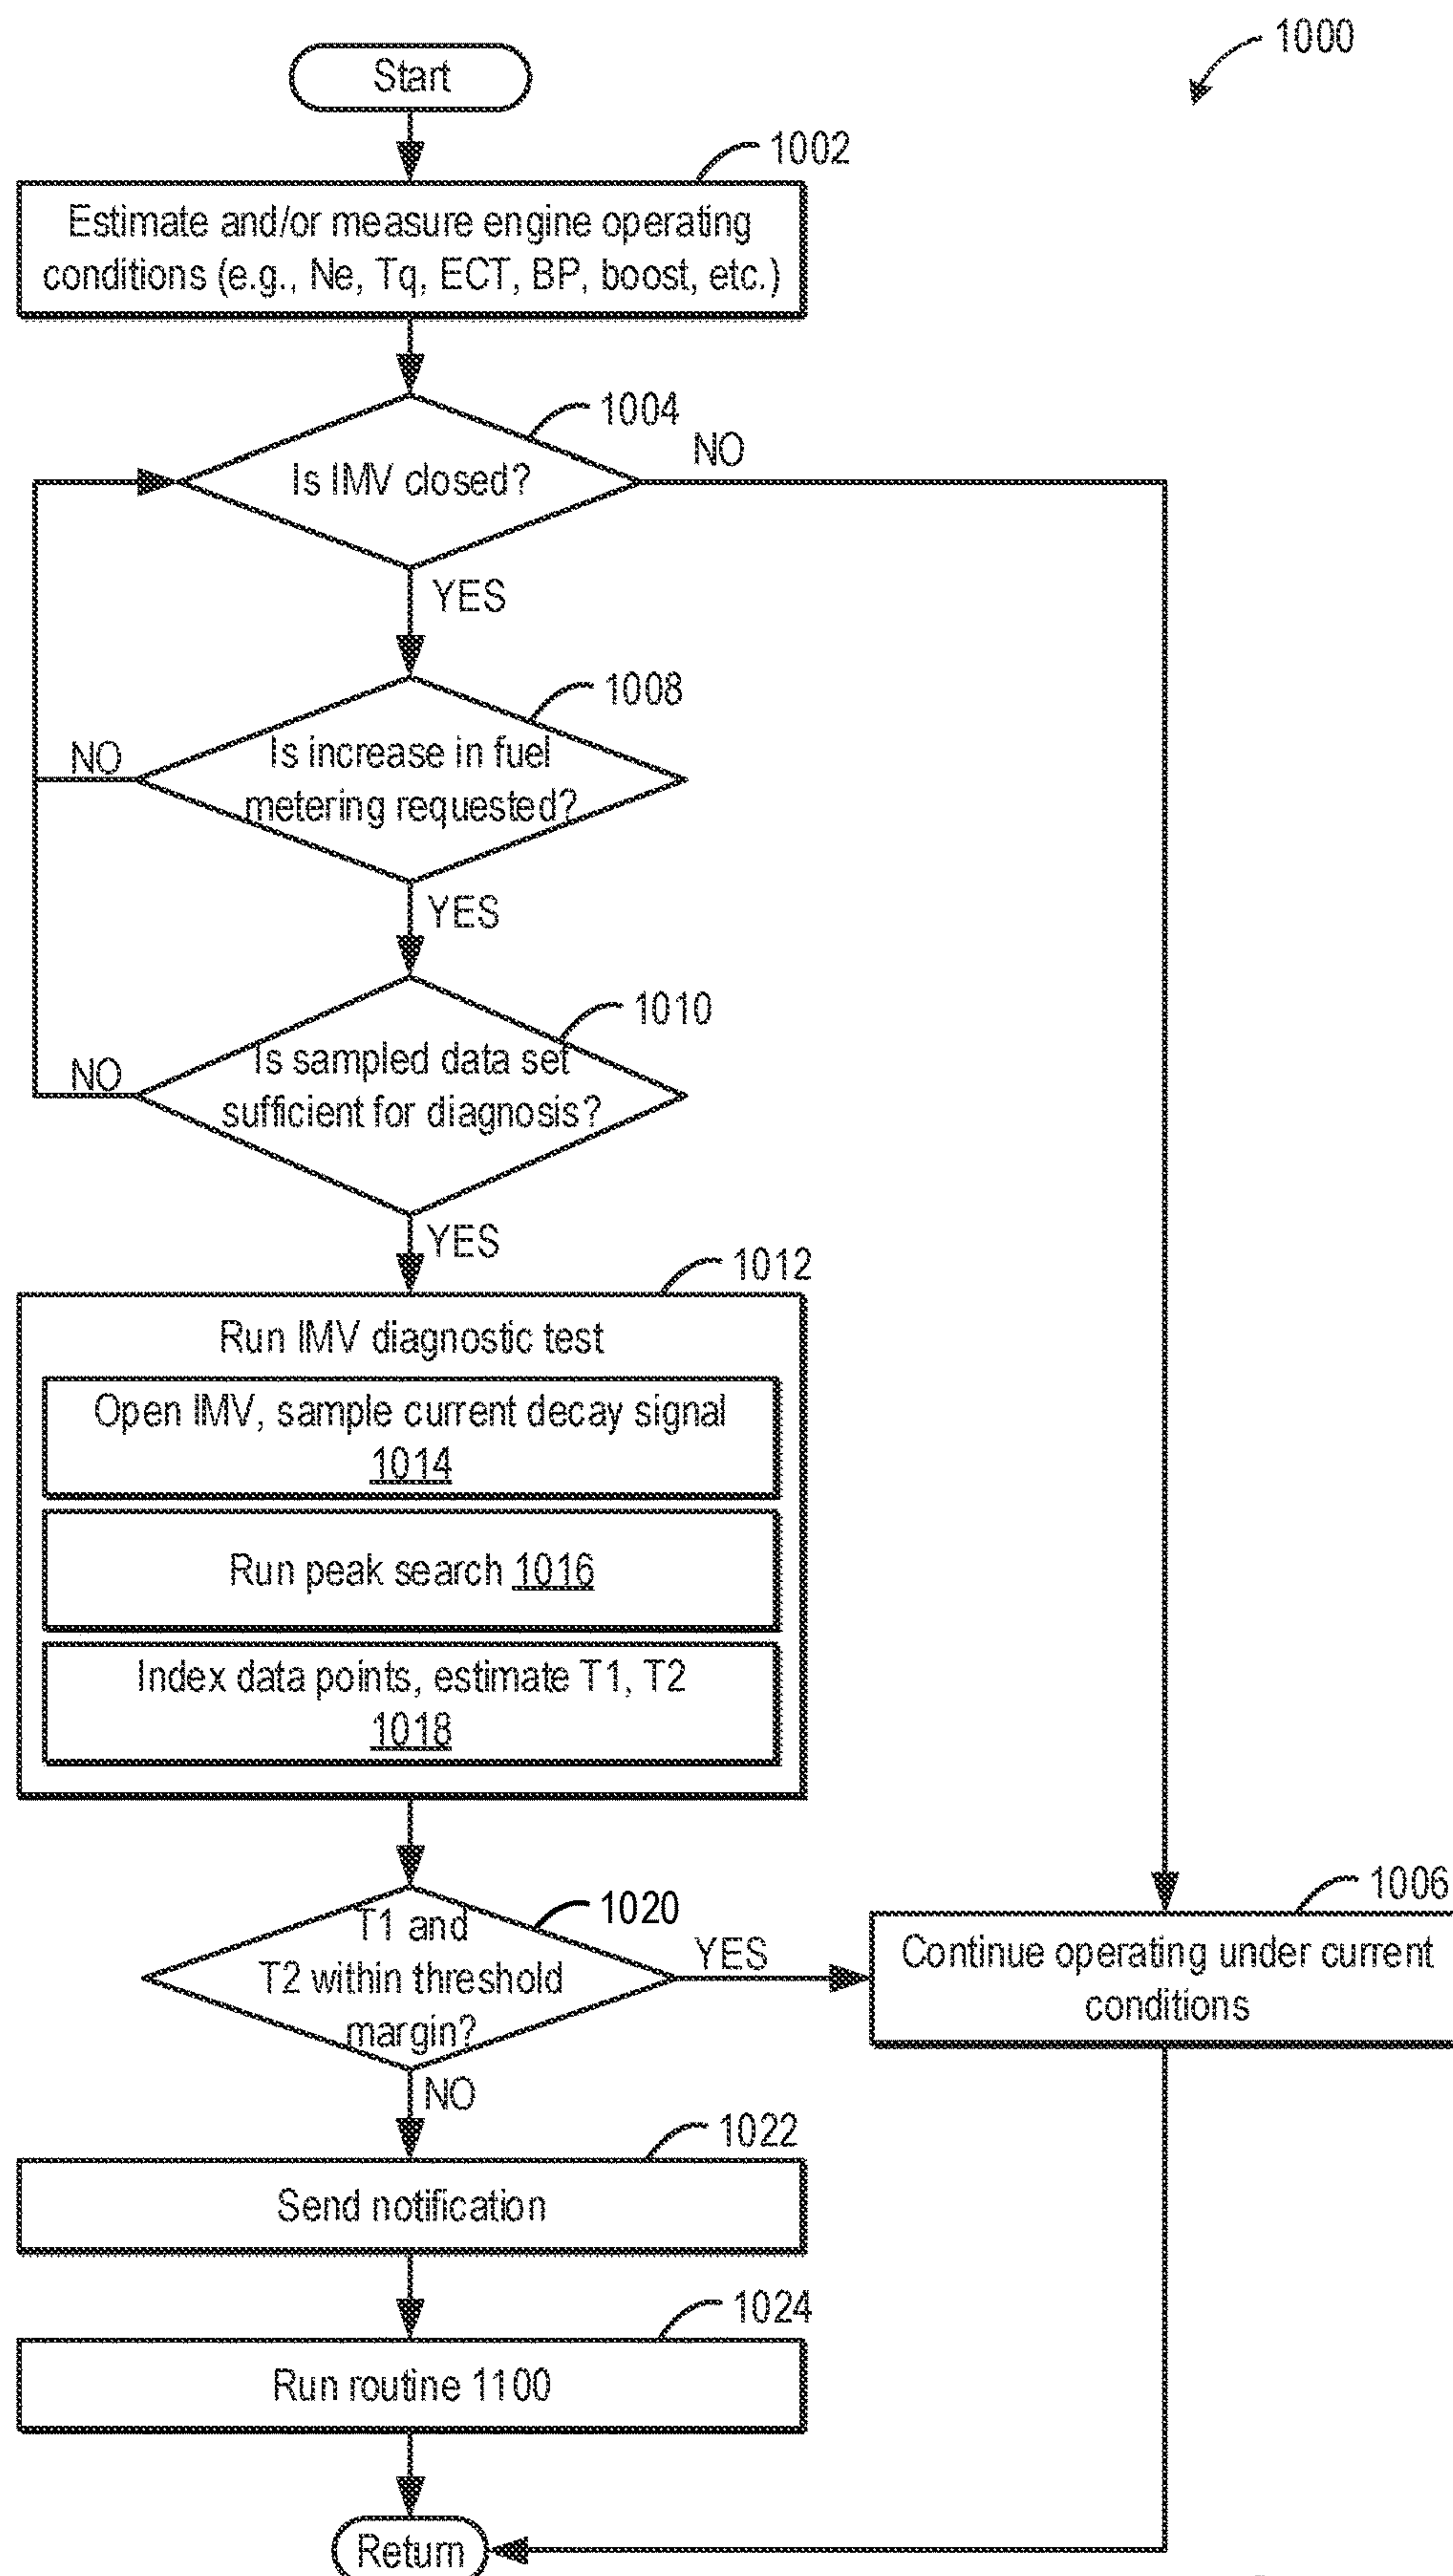 1000
Start
1002
Estimate and/or measure engine operating
conditions (e.g., Ne, Tq, ECT, BP, boost, etc.)
1004
NO
Is IMV closed?
YES
1008
NO
Is increase in fuel
metering requested?
YES
1010
NO
Is sampled data set
sufficient for diagnosis?
YES
1012
Run IMV diagnostic test
Open IMV, sample current decay signal
1014
Run peak search 1016
Index data points, estimate T1, T2
1018
1020
T1 and
T2 within threshold
margin?
YES
1006
Continue operating under current
conditions
NO
1022
Send notification
1024
Run routine 1100
Return